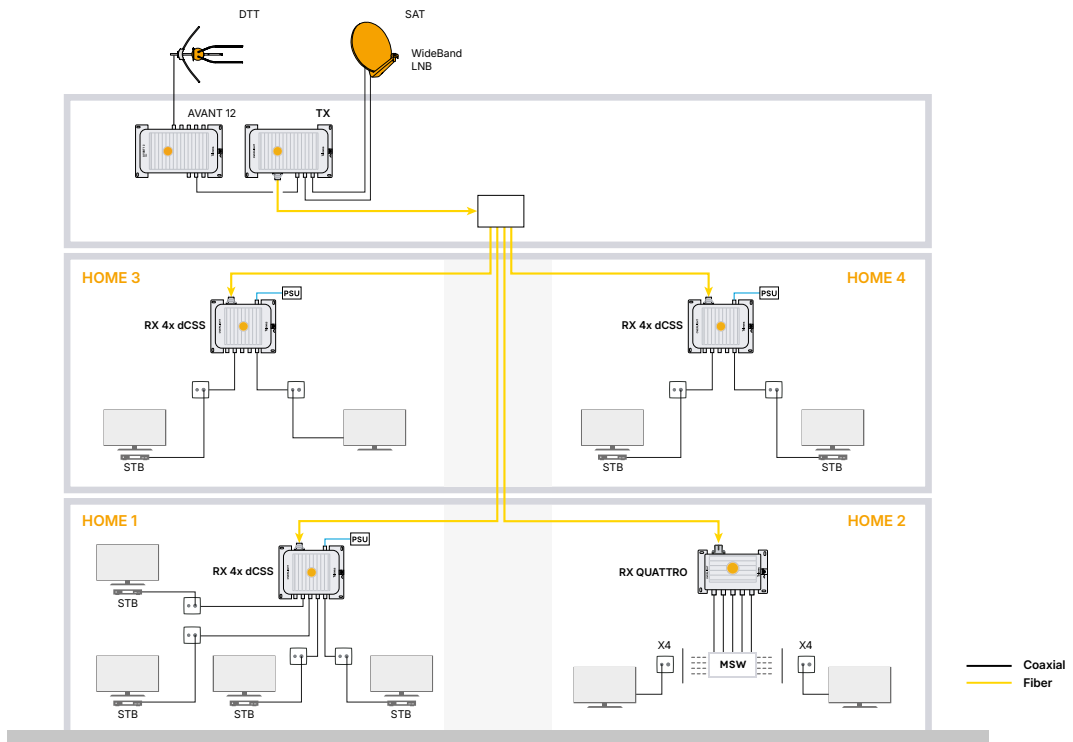 DTT
SAT
WideBand
LNB
AVANT 12
TX
HOME 3
HOME 4
PSU
PSU
RX 4x dCSS
RX 4x dCSS
STB
STB
STB
HOME 1
HOME 2
PSU
RX 4x dCSS
RX QUATTRO
STB
X4
X4
MSW
Coaxial
Fiber
STB
STB
STB